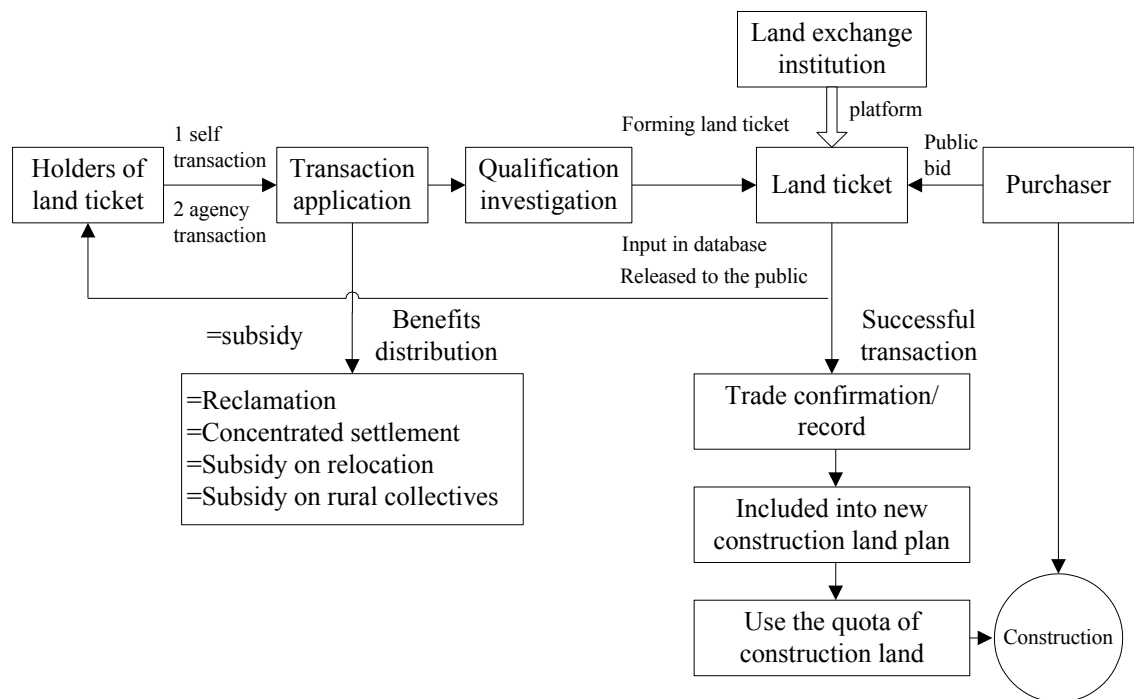 Land exchange
institution
platform
Forming land ticket
Public
bid
1 self
transaction
2 agency
transaction
Holders of
land ticket
Transaction
application
Qualification
investigation
Land ticket
Purchaser
Input in database
Released to the public
=subsidy
Benefits
distribution
Successful
transaction
=Reclamation
=Concentrated settlement
=Subsidy on relocation
=Subsidy on rural collectives
Trade confirmation/
record
Included into new
construction land plan
Use the quota of
construction land
Construction